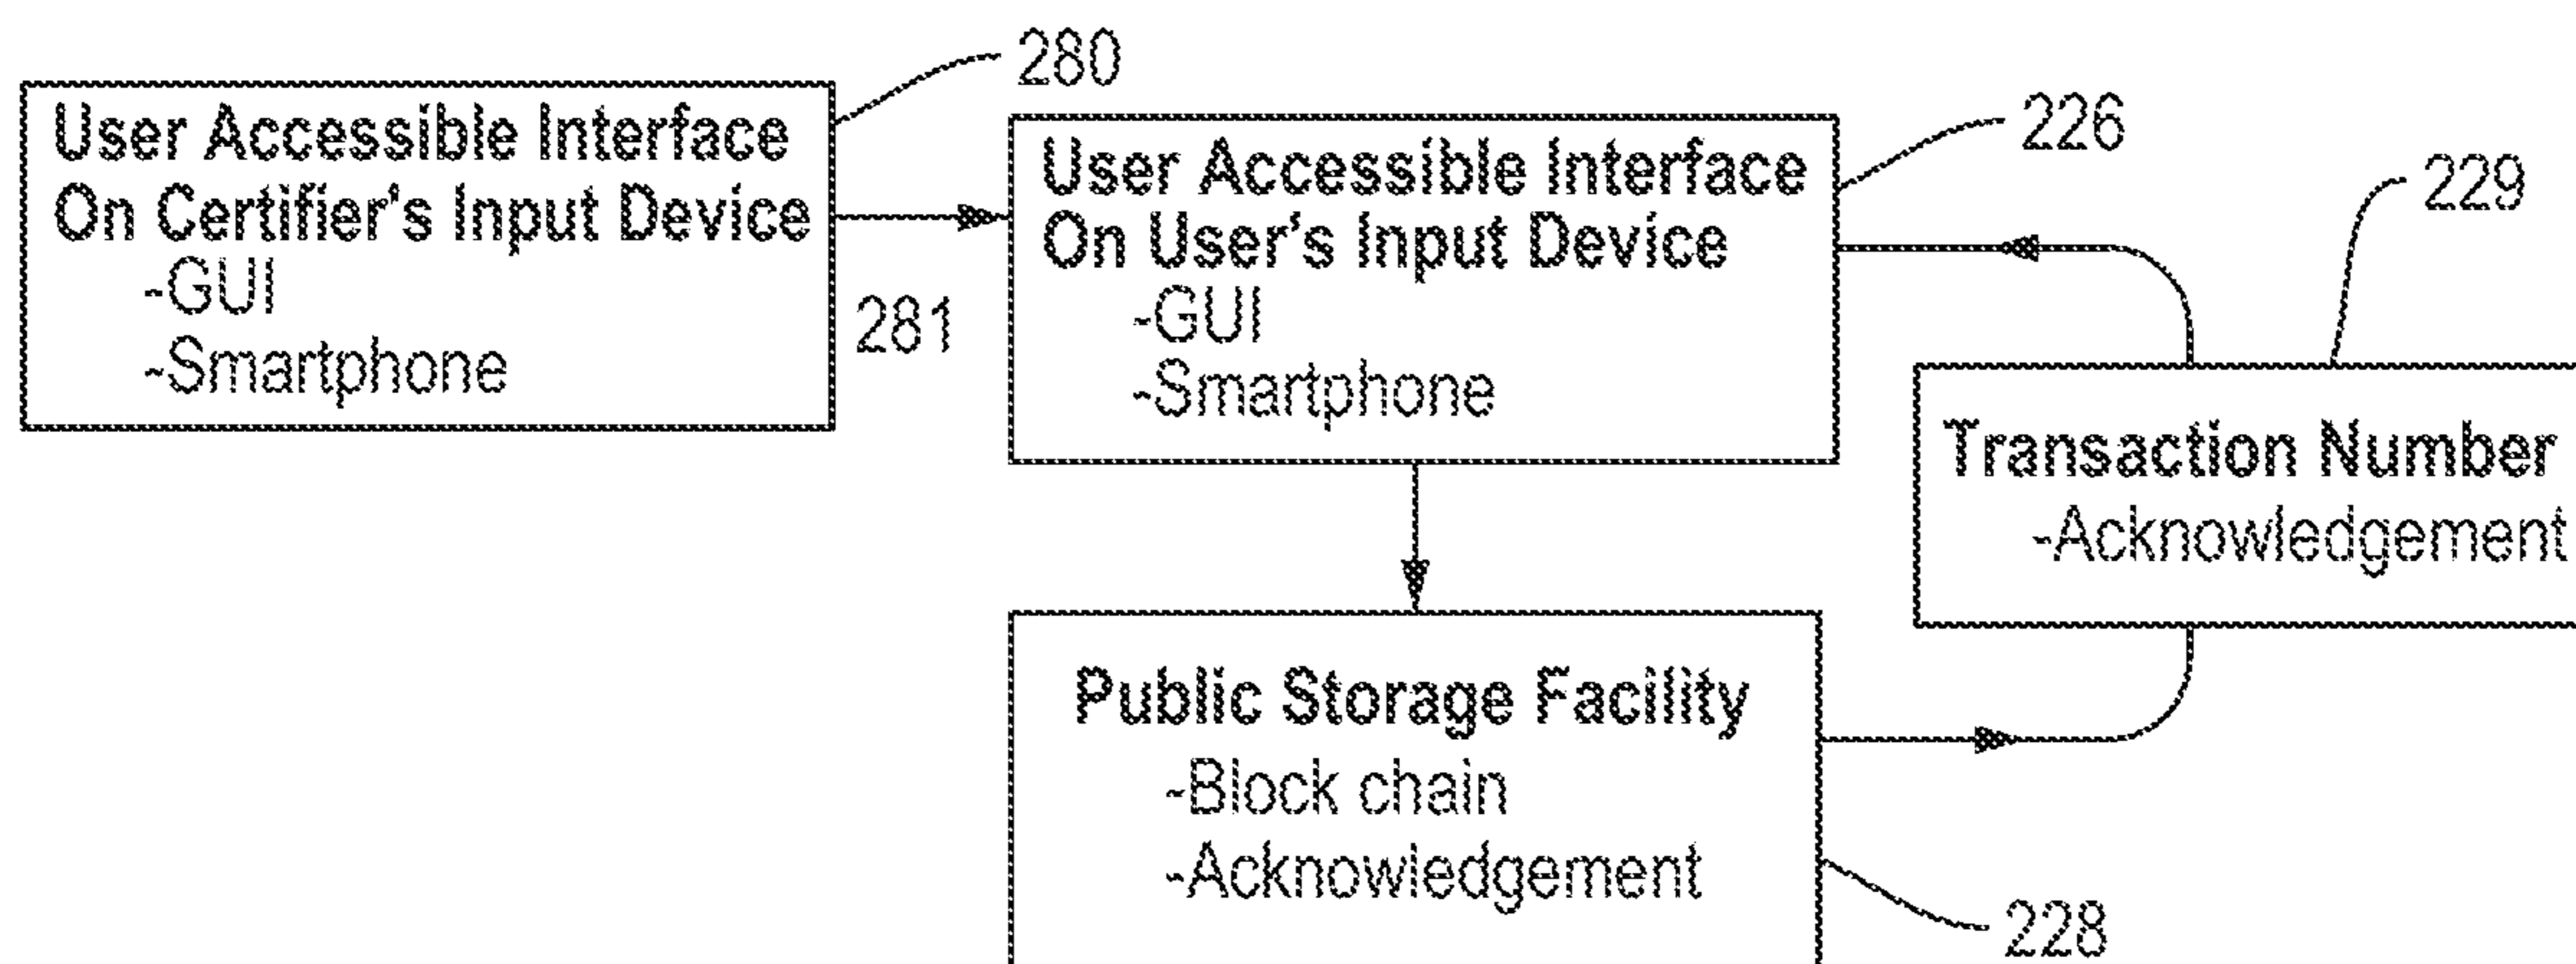 280
User Accessible Interface
On Certifier's Input Device
-GUI
-Smartphone
281
226
User Accessible Interface
On User's Input Device
-GUI
-Smartphone
229
Transaction Number
-Acknowledgement
Public Storage Facility
-Block chain
-Acknowledgement
228